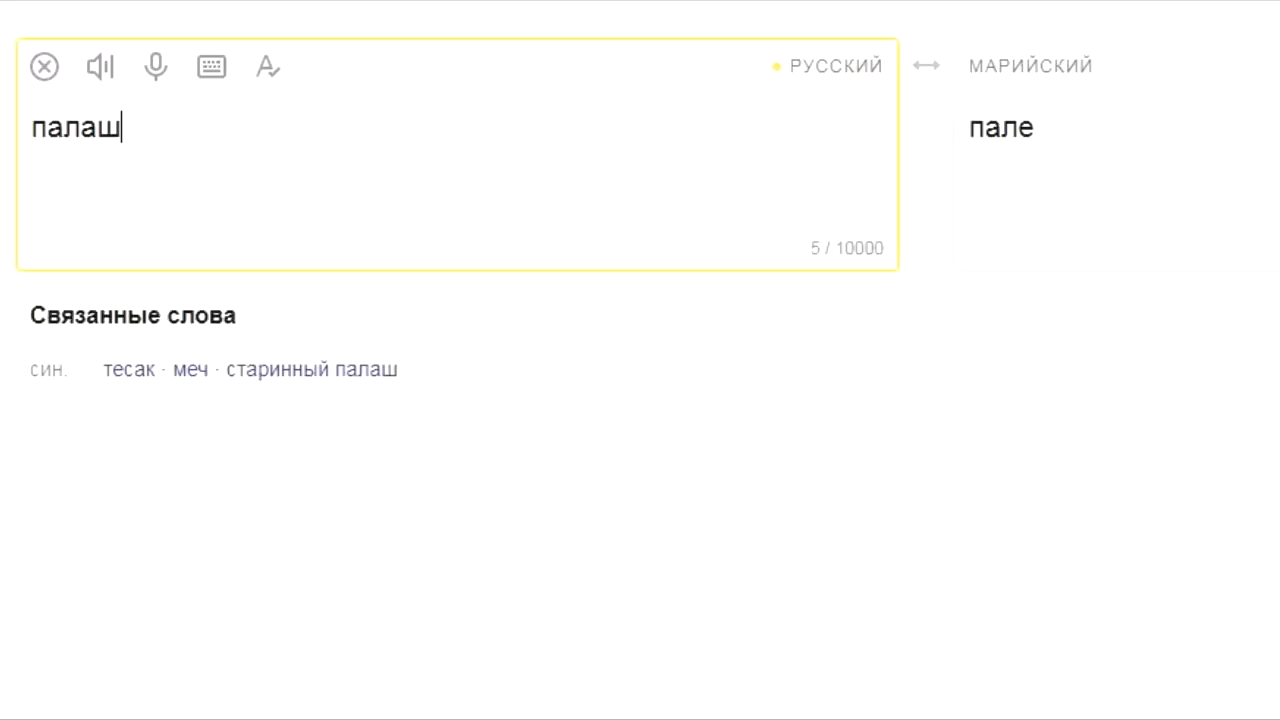 РУССКИЙ МАРИЙСКИЙ
палаш пале
5 / 10000
Связанные слова
син. тесак · меч · старинный палаш